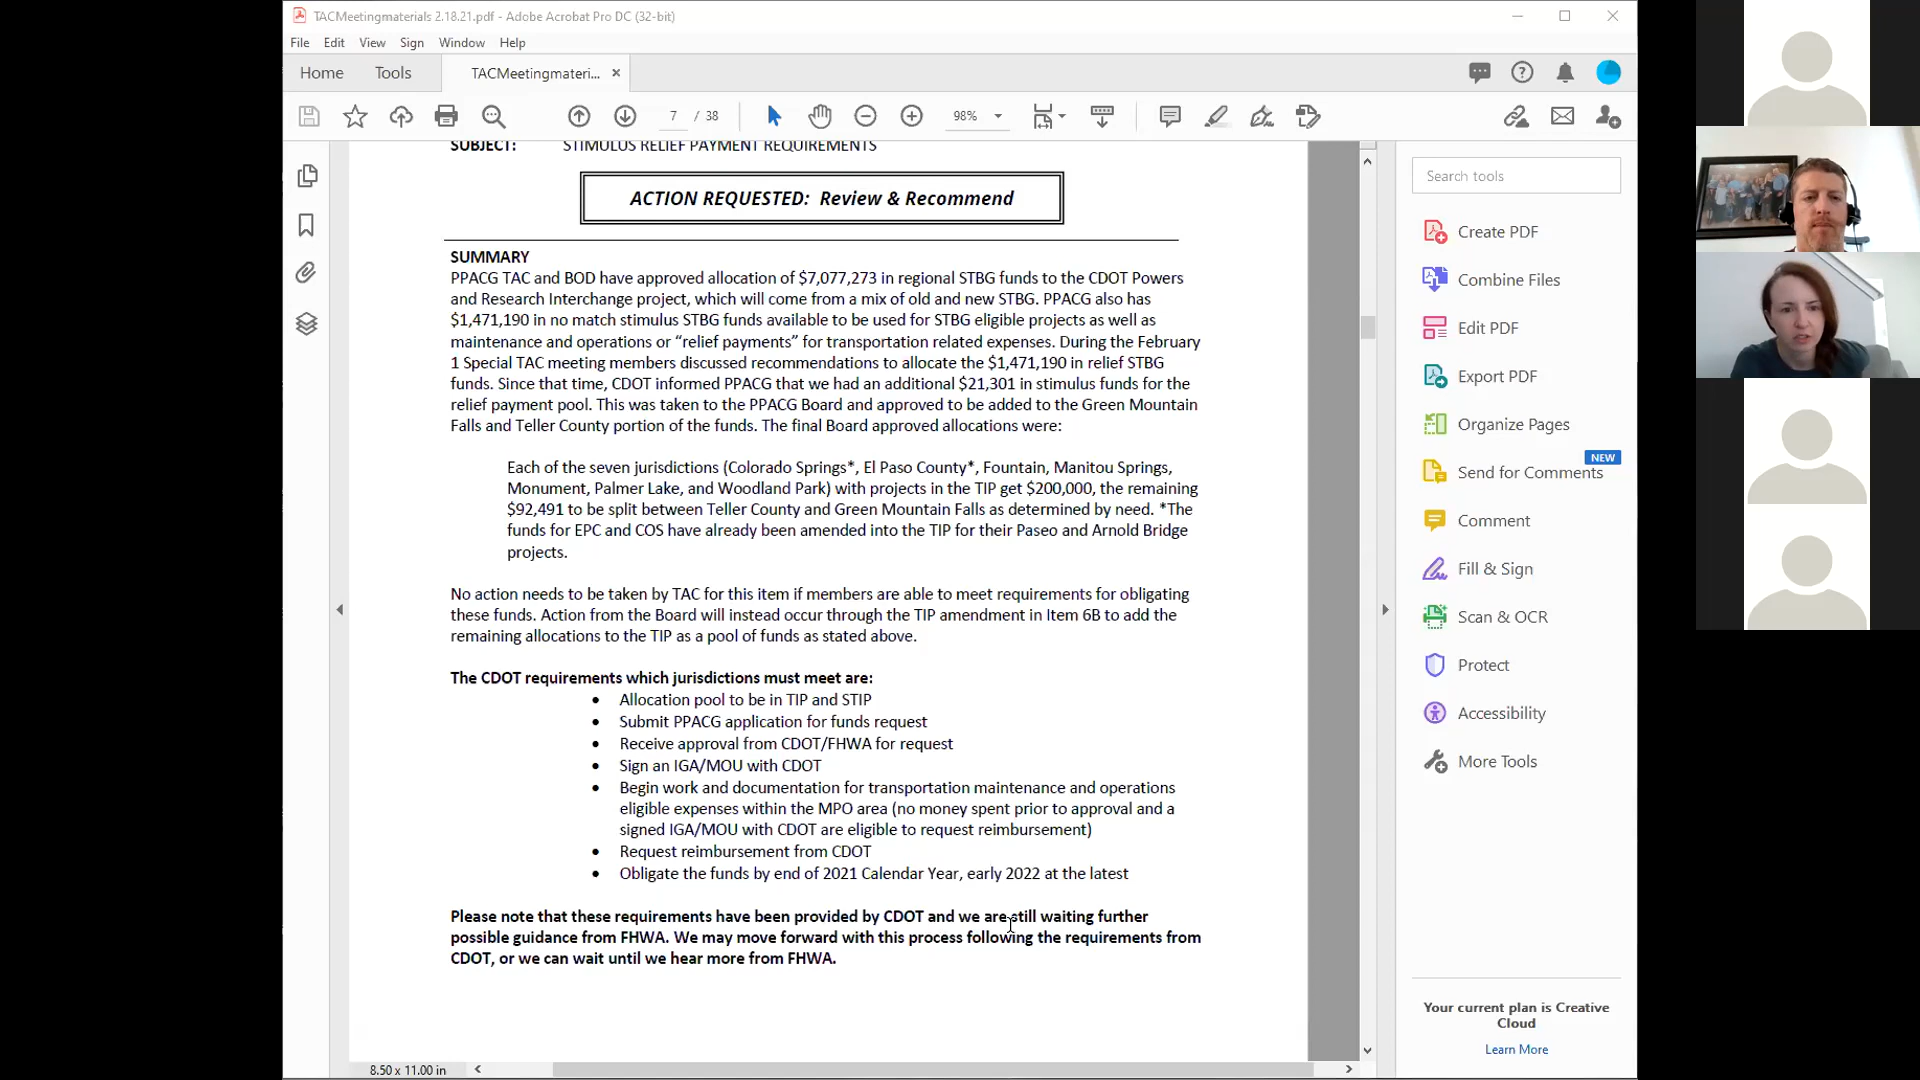 TACMeetingmaterials 2.18.21.pdf - Adobe Acrobat Pro DC (32-bit)
File Edit View Sign Window Help
Home Tools TACMeetingmateri... ×
7 / 38 98%
SUBJECT: STIMULUS RELIEF PAYMENT REQUIREMENTS
ACTION REQUESTED: Review & Recommend
SUMMARY
PPACG TAC and BOD have approved allocation of $7,077,273 in regional STBG funds to the CDOT Powers
and Research Interchange project, which will come from a mix of old and new STBG. PPACG also has
$1,471,190 in no match stimulus STBG funds available to be used for STBG eligible projects as well as
maintenance and operations or “relief payments” for transportation related expenses. During the February
1 Special TAC meeting members discussed recommendations to allocate the $1,471,190 in relief STBG
funds. Since that time, CDOT informed PPACG that we had an additional $21,301 in stimulus funds for the
relief payment pool. This was taken to the PPACG Board and approved to be added to the Green Mountain
Falls and Teller County portion of the funds. The final Board approved allocations were:
Each of the seven jurisdictions (Colorado Springs*, El Paso County*, Fountain, Manitou Springs,
Monument, Palmer Lake, and Woodland Park) with projects in the TIP get $200,000, the remaining
$92,491 to be split between Teller County and Green Mountain Falls as determined by need. *The
funds for EPC and COS have already been amended into the TIP for their Paseo and Arnold Bridge
projects.
No action needs to be taken by TAC for this item if members are able to meet requirements for obligating
these funds. Action from the Board will instead occur through the TIP amendment in Item 6B to add the
remaining allocations to the TIP as a pool of funds as stated above.
The CDOT requirements which jurisdictions must meet are:
• Allocation pool to be in TIP and STIP
• Submit PPACG application for funds request
• Receive approval from CDOT/FHWA for request
• Sign an IGA/MOU with CDOT
• Begin work and documentation for transportation maintenance and operations
eligible expenses within the MPO area (no money spent prior to approval and a
signed IGA/MOU with CDOT are eligible to request reimbursement)
• Request reimbursement from CDOT
• Obligate the funds by end of 2021 Calendar Year, early 2022 at the latest
Please note that these requirements have been provided by CDOT and we are still waiting further
possible guidance from FHWA. We may move forward with this process following the requirements from
CDOT, or we can wait until we hear more from FHWA.
8.50 x 11.00 in
Search tools
Create PDF
Combine Files
Edit PDF
Export PDF
Organize Pages
NEW
Send for Comments
Comment
Fill & Sign
Scan & OCR
Protect
Accessibility
More Tools
Your current plan is Creative
Cloud
Learn More